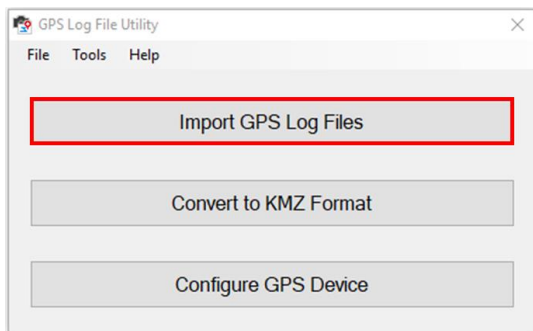 GPS Log File Utility
File Tools Help
Import GPS Log Files
Convert to KMZ Format
Configure GPS Device